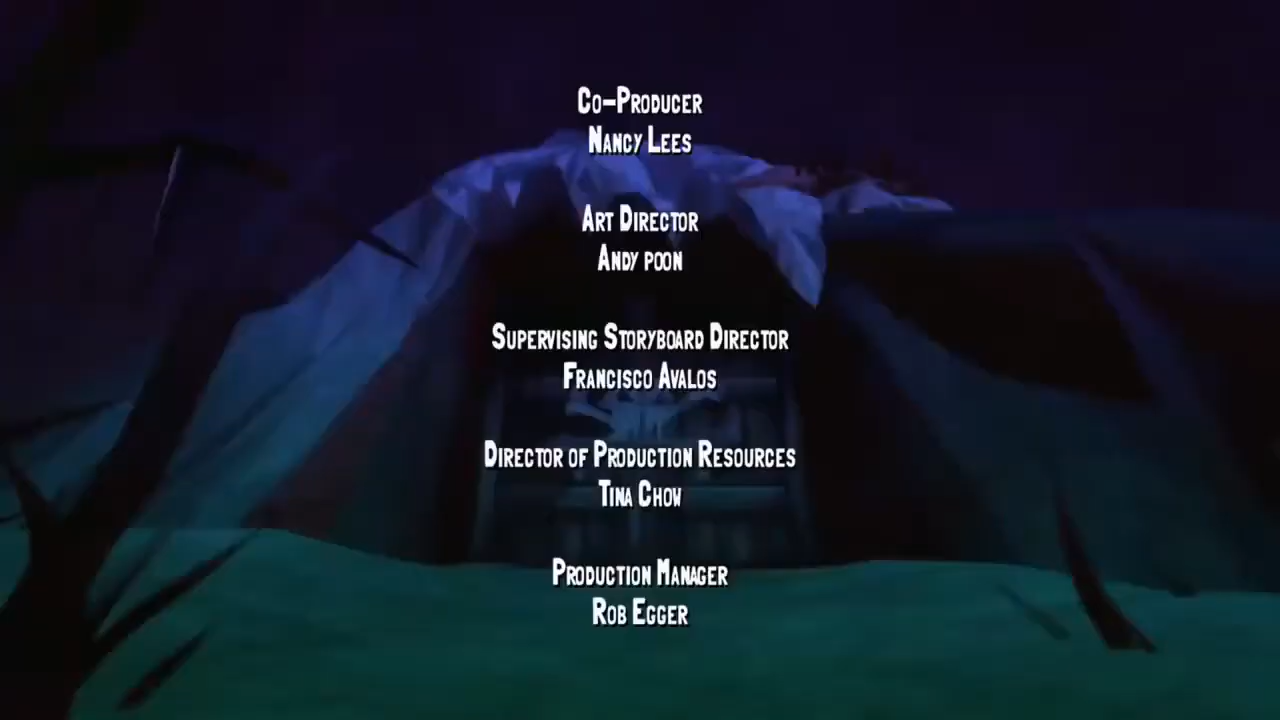 Co-Producer
Nancy Lees
Art Director
Andy poon
Supervising Storyboard Director
Francisco Avalos
Director of Production Resources
Tina Chow
Production Manager
Rob Egger